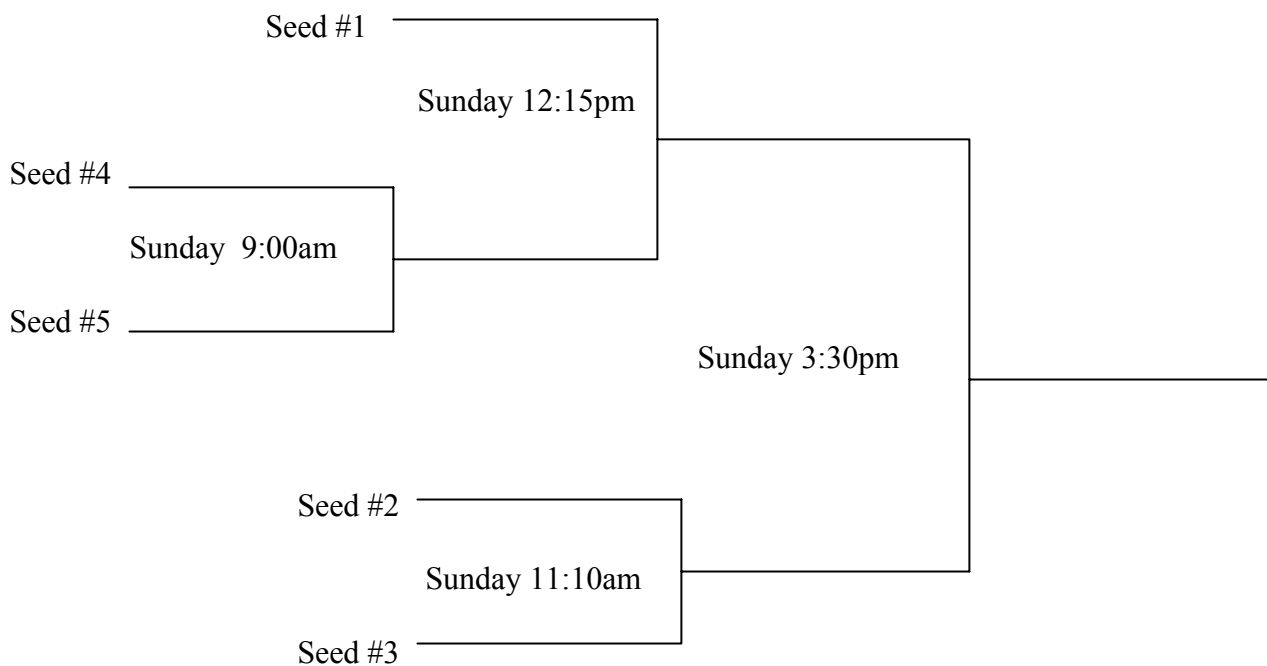 Seed #1
Sunday 12:15pm
Seed #4
Sunday  9:00am
Seed #5
Sunday 3:30pm
Seed #2
Sunday 11:10am
Seed #3